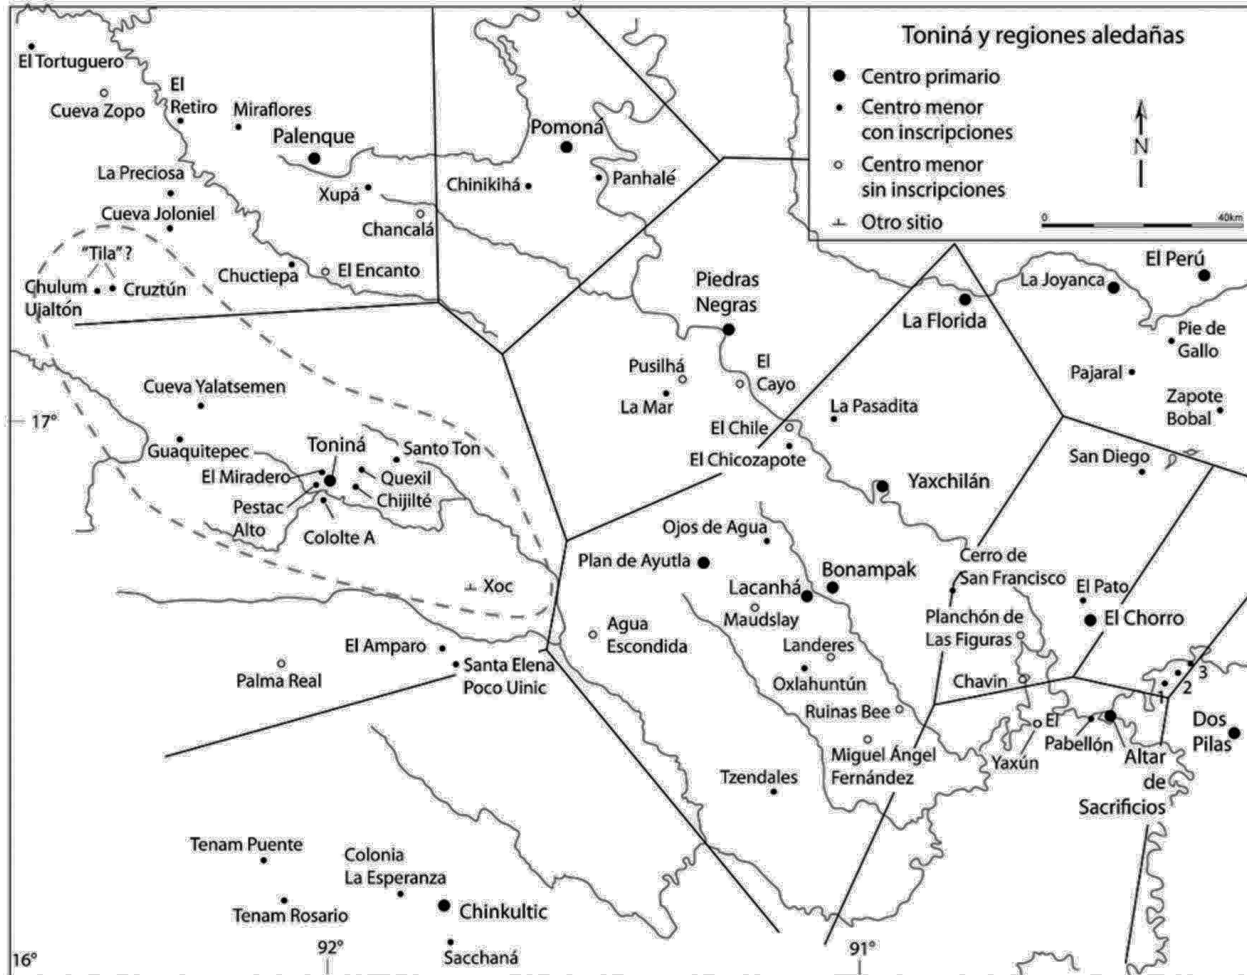 Toniná y regiones aledañas
Centro primario
Centro menor
con inscripciones
Centro menor
sin inscripciones
Otro sitio
N
0
40km
El Tortuguero
Cueva Zopo
El
Retiro
Miraflores
Palenque
Pomoná
La Preciosa
Xupá
Chinikihá
Panhalé
Cueva Joloniel
Chancalá
"Tila"?
Chulum
Ujaltón
Cruztún
Chuctiepa
El Encanto
Piedras
Negras
La Florida
La Joyanca
El Perú
Pie de
Gallo
Pusilhá
El
Cayo
Pajaral
Cueva Yalatsemen
La Mar
La Pasadita
Zapote
Bobal
17°
El Chile
Guaquitepec
Toniná
Santo Ton
El Chicozapote
San Diego
El Miradero
Quexil
Yaxchilán
Pestac
Alto
Chijilté
Cololte A
Ojos de Agua
Plan de Ayutla
Cerro de
San Francisco
Bonampak
Xoc
Lacanhá
El Pato
Maudslay
Planchón de
Las Figuras
El Chorro
Agua
Escondida
Landeres
El Amparo
Santa Elena
Poco Uinic
Palma Real
Oxlahuntún
Chavin
1
2
3
Ruinas Bee
El
Pabellón
Dos
Pilas
Miguel Ángel
Fernández
Yaxún
Altar
de
Sacrificios
Tzendales
Tenam Puente
Colonia
La Esperanza
Tenam Rosario
Chinkultic
Sacchaná
16°
92°
91°